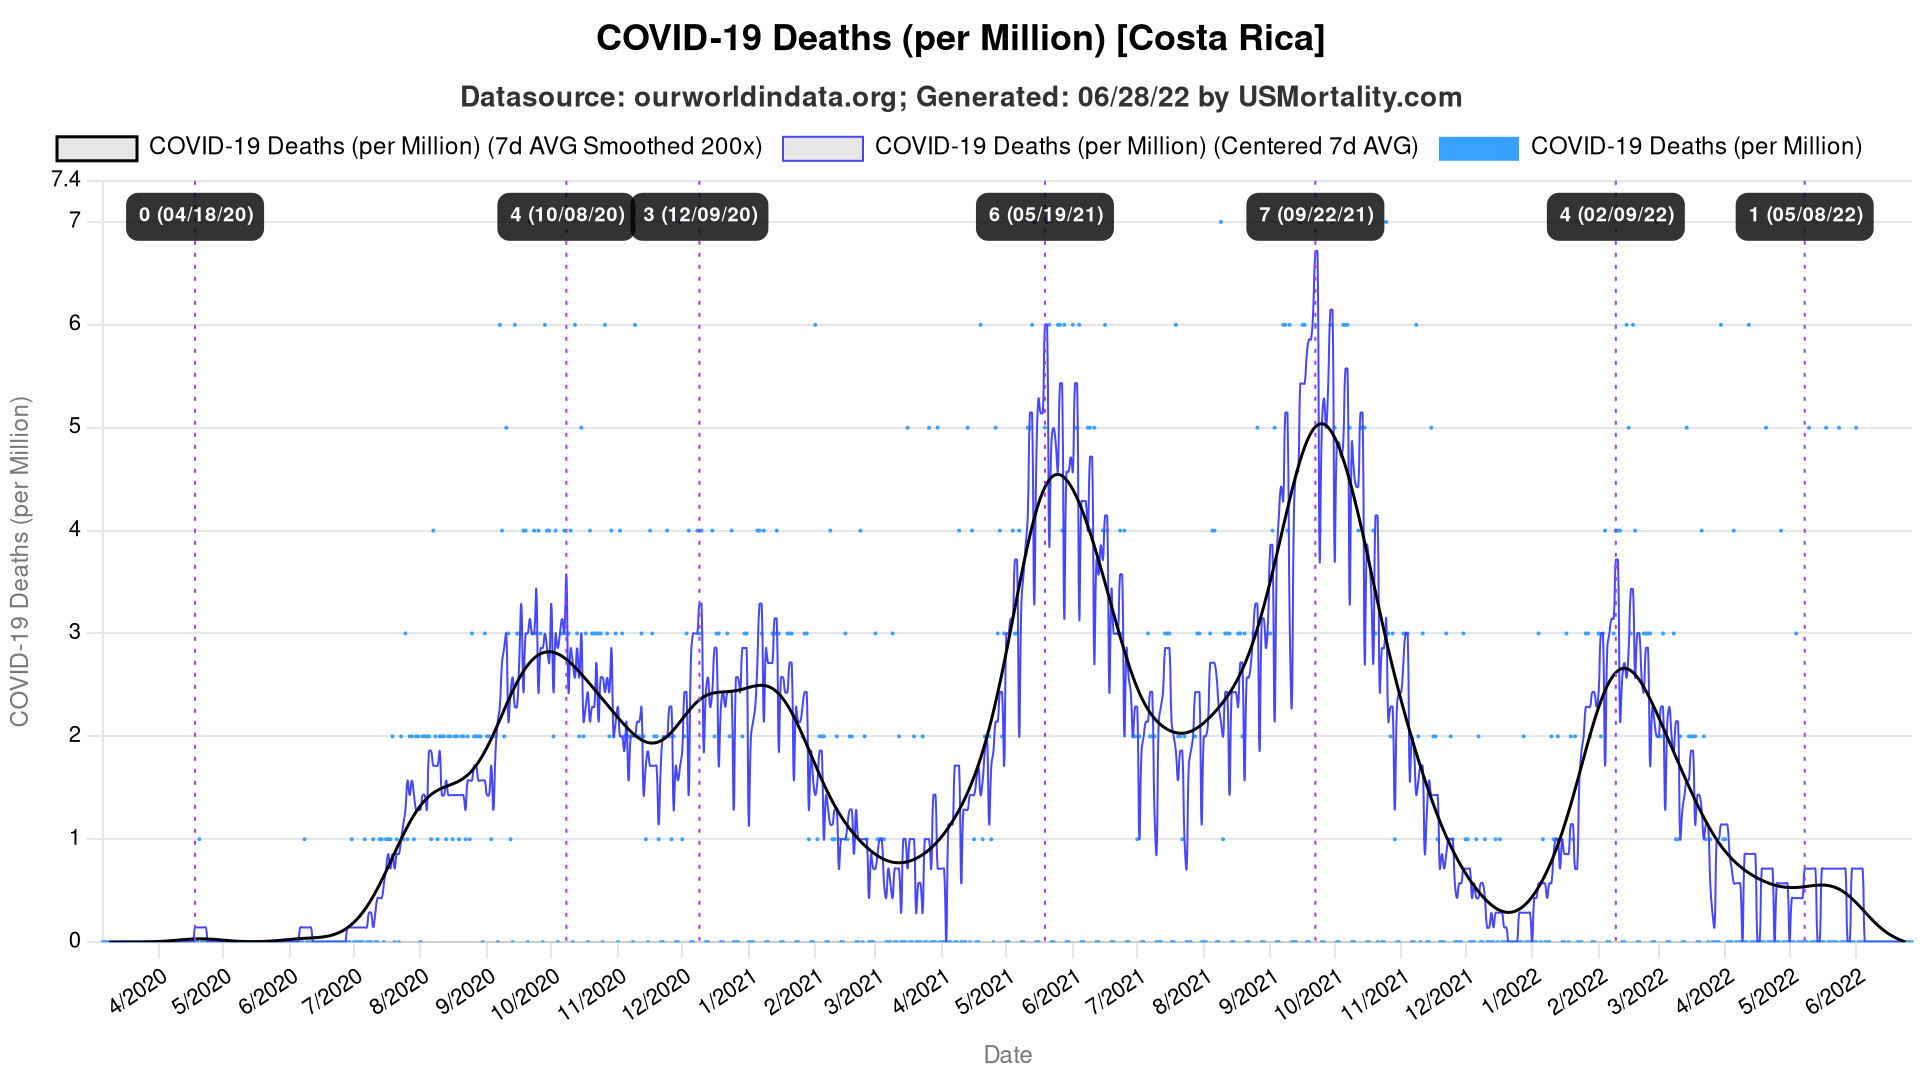 COVID-19 Deaths (per Million) [Costa Rica]
Datasource: ourworldindata.org; Generated: 06/28/22 by USMortality.com
COVID-19 Deaths (per Million) (7d AVG Smoothed 200x) COVID-19 Deaths (per Million) (Centered 7d AVG) COVID-19 Deaths (per Million)
7.4
0 (04/18/20) 4 (10/08/20) 3 (12/09/20) 6 (05/19/21) 7 (09/22/21) 4 (02/09/22) 1 (05/08/22)
7
6
5
4
3
2
1
0
COVID-19 Deaths (per Million)
4/2020 5/2020 6/2020 7/2020 8/2020 9/2020 10/2020 11/2020 12/2020 1/2021 2/2021 3/2021 4/2021 5/2021 6/2021 7/2021 8/2021 9/2021 10/2021 11/2021 12/2021 1/2022 2/2022 3/2022 4/2022 5/2022 6/2022
Date